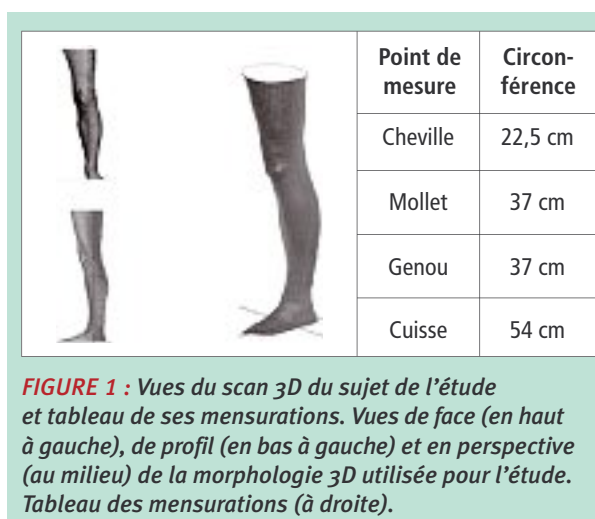 Point de mesure	Circon-férence
Cheville	22,5 cm
Mollet	37 cm
Genou	37 cm
Cuisse	54 cm
FIGURE 1 : Vues du scan 3D du sujet de l’étude
et tableau de ses mensurations. Vues de face (en haut
à gauche), de profil (en bas à gauche) et en perspective
(au milieu) de la morphologie 3D utilisée pour l’étude.
Tableau des mensurations (à droite).